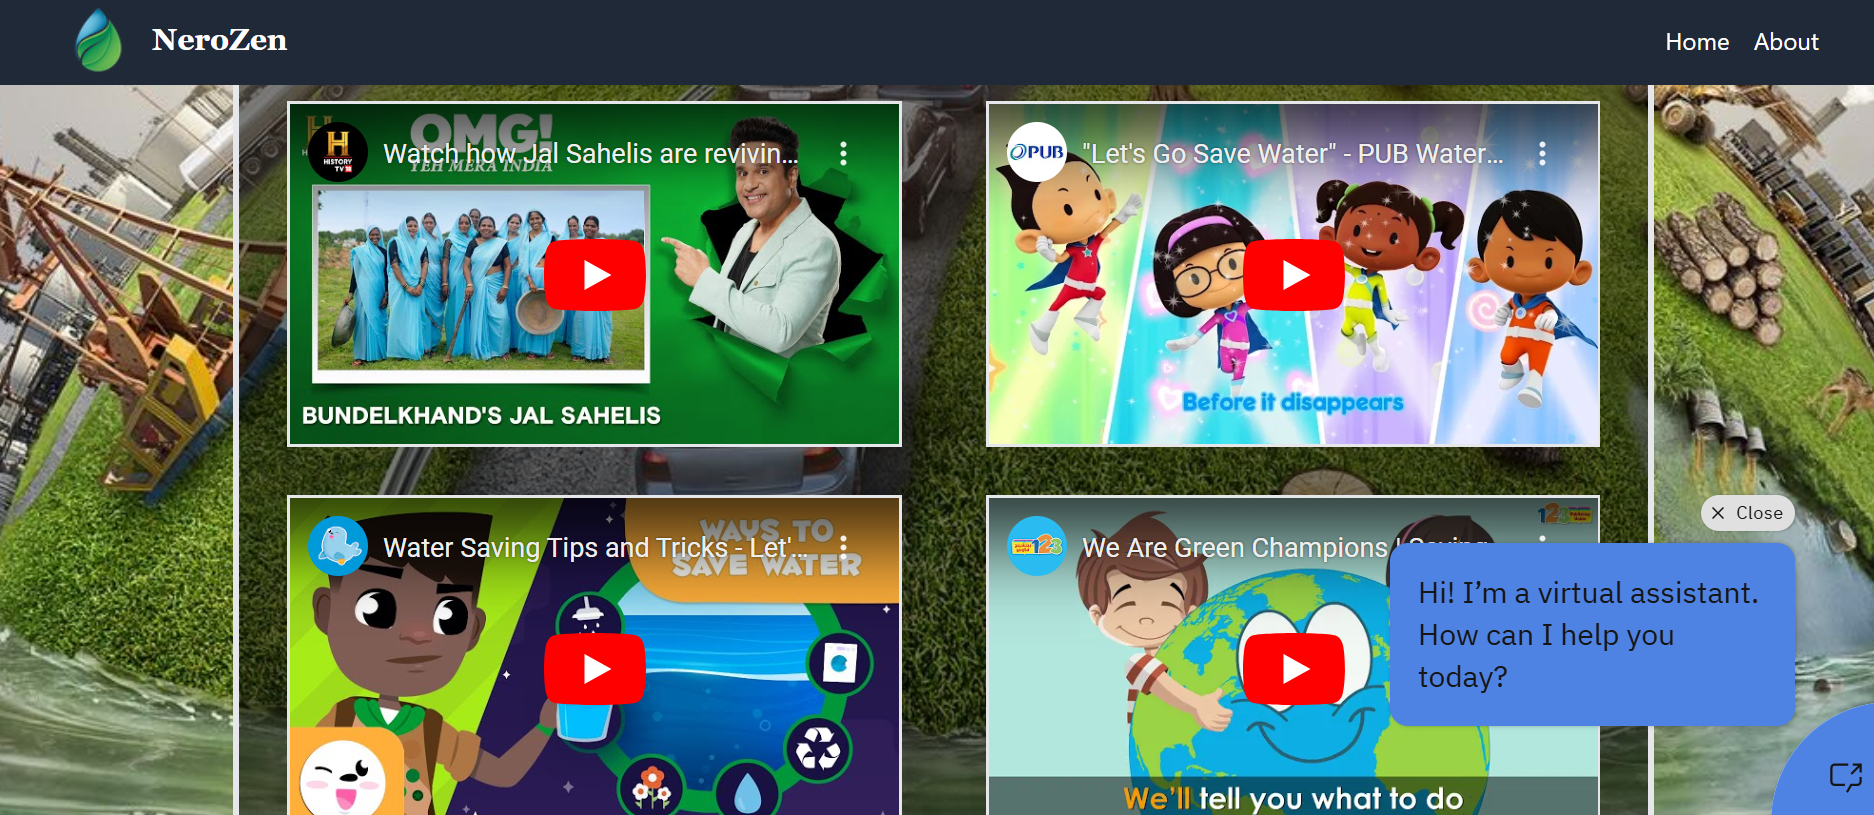 NeroZen
Home
About
OMG!
YEH MERA INDIA
H
HISTORY
TV18
Watch how Jal Sahelis are revivin...
BUNDELKHAND'S JAL SAHELIS
PUB
"Let's Go Save Water" - PUB Water...
Before it disappears
Water Saving Tips and Tricks - Let'...
WAYS TO
SAVE WATER
123
We Are Green Champions | Saving
123
We'll tell you what to do
× Close
Hi! I’m a virtual assistant.
How can I help you
today?